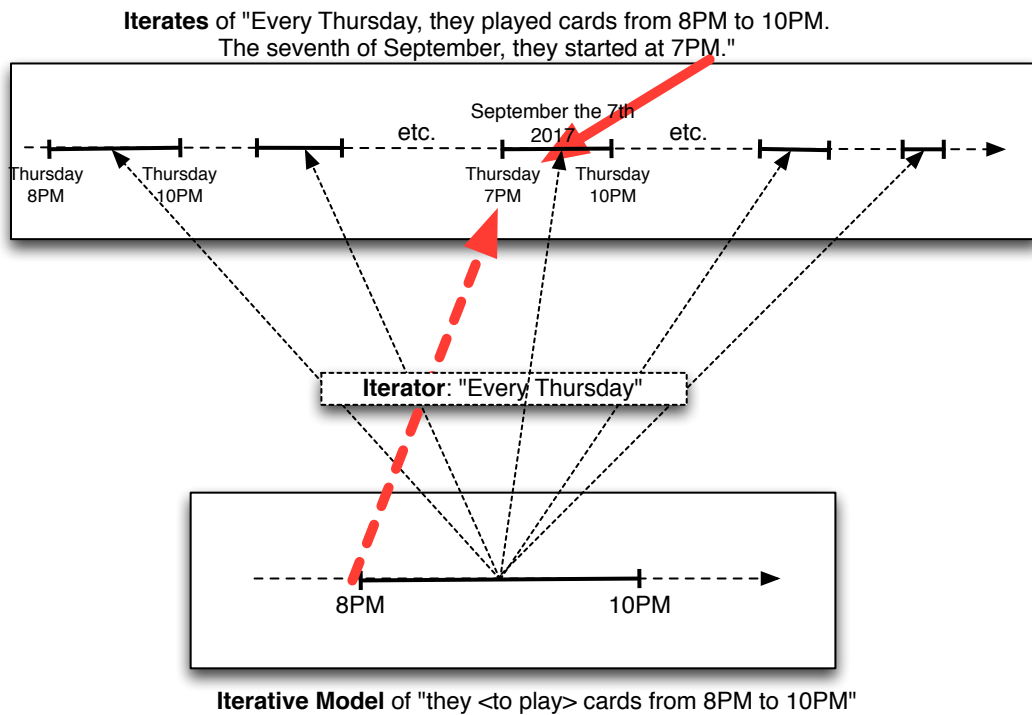 Iterates of "Every Thursday, they played cards from 8PM to 10PM.
The seventh of September, they started at 7PM."
September the 7th
2017
etc.
etc.
Thursday
8PM
Thursday
10PM
Thursday
7PM
Thursday
10PM
Iterator: "Every Thursday"
8PM
10PM
Iterative Model of "they <to play> cards from 8PM to 10PM"